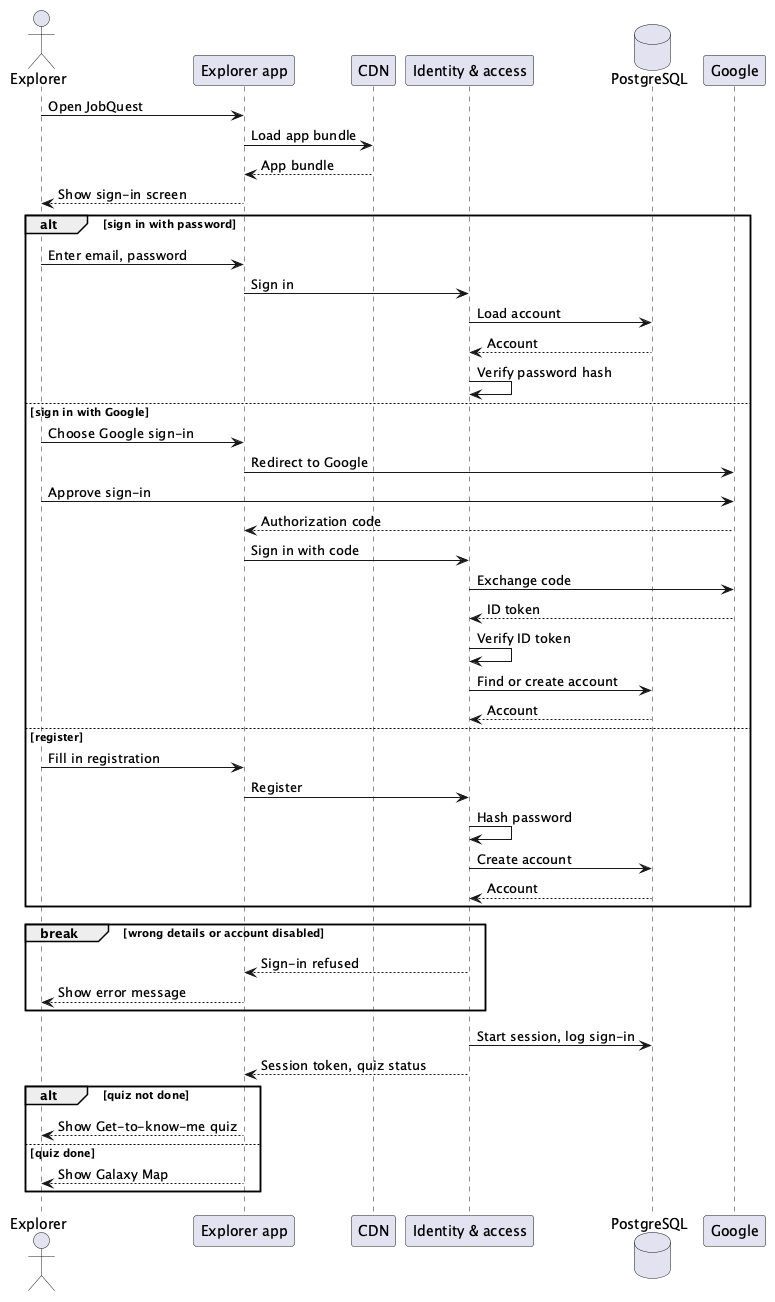 Explorer
Explorer app
CDN
Identity & access
PostgreSQL
Google
Open JobQuest
Load app bundle
App bundle
Show sign-in screen
alt [sign in with password]
Enter email, password
Sign in
Load account
Account
Verify password hash
[sign in with Google]
Choose Google sign-in
Redirect to Google
Approve sign-in
Authorization code
Sign in with code
Exchange code
ID token
Verify ID token
Find or create account
Account
[register]
Fill in registration
Register
Hash password
Create account
Account
break [wrong details or account disabled]
Sign-in refused
Show error message
Start session, log sign-in
Session token, quiz status
alt [quiz not done]
Show Get-to-know-me quiz
[quiz done]
Show Galaxy Map
Explorer
Explorer app
CDN
Identity & access
PostgreSQL
Google